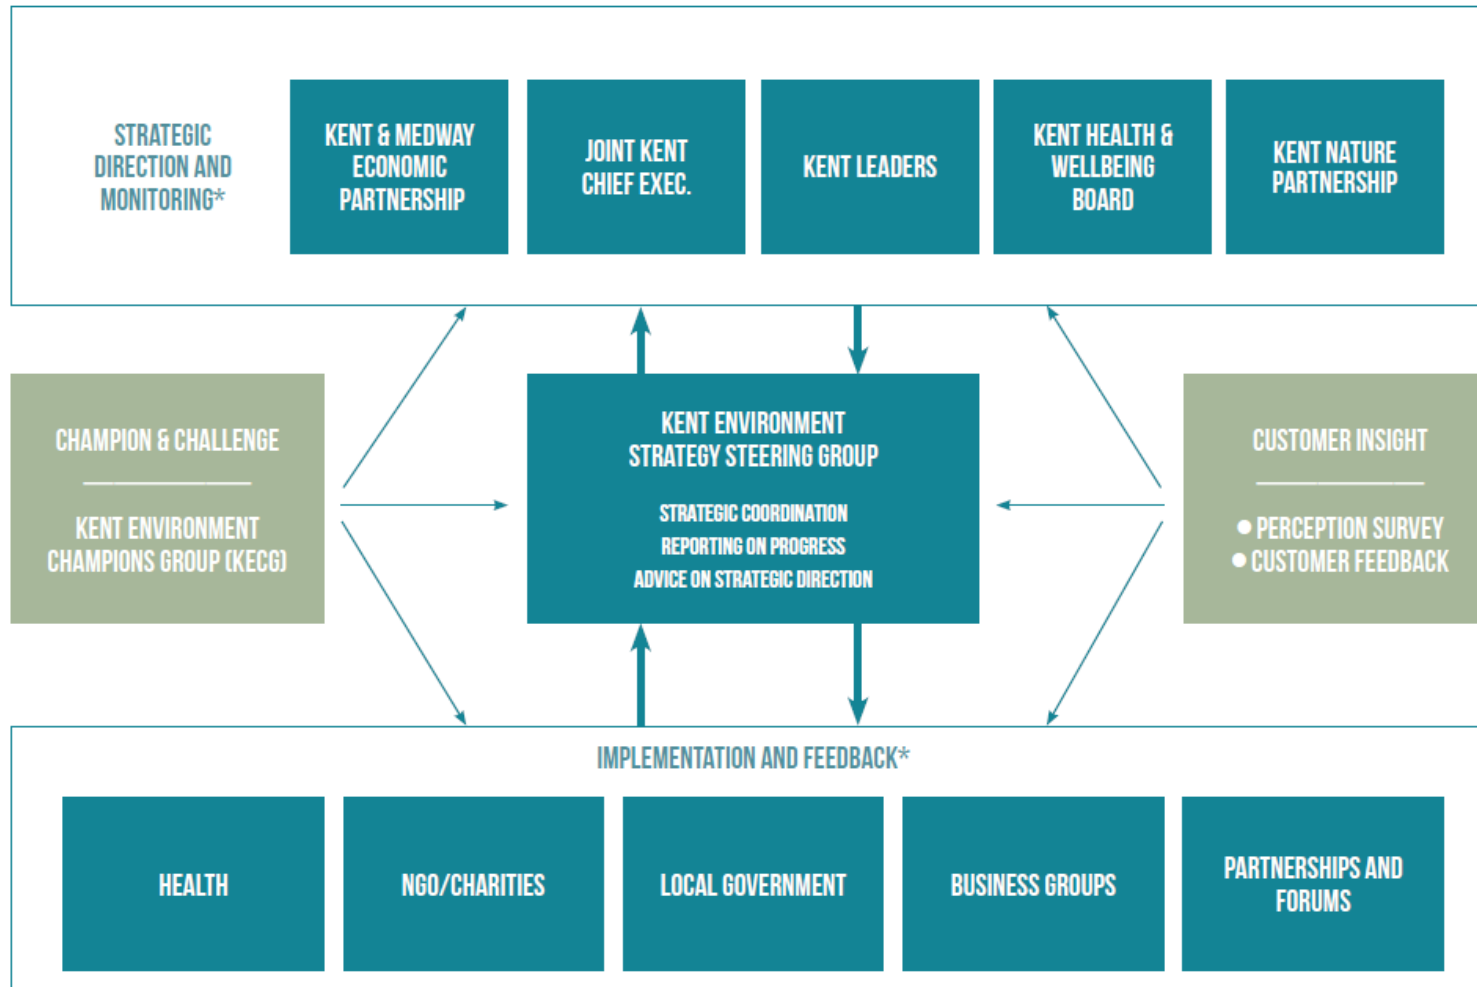 STRATEGIC
DIRECTION AND
MONITORING*
KENT & MEDWAY
ECONOMIC
PARTNERSHIP
JOINT KENT
CHIEF EXEC.
KENT LEADERS
KENT HEALTH &
WELLBEING
BOARD
KENT NATURE
PARTNERSHIP
CHAMPION & CHALLENGE
KENT ENVIRONMENT
CHAMPIONS GROUP (KECG)
KENT ENVIRONMENT
STRATEGY STEERING GROUP
STRATEGIC COORDINATION
REPORTING ON PROGRESS
ADVICE ON STRATEGIC DIRECTION
CUSTOMER INSIGHT
● PERCEPTION SURVEY
● CUSTOMER FEEDBACK
IMPLEMENTATION AND FEEDBACK*
HEALTH
NGO/CHARITIES
LOCAL GOVERNMENT
BUSINESS GROUPS
PARTNERSHIPS AND
FORUMS